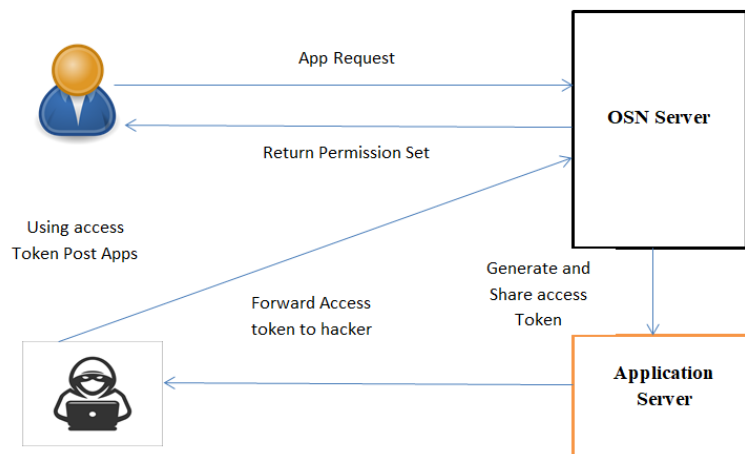 App Request
OSN Server
Return Permission Set
Using access
Token Post Apps
Generate and
Share access
Token
Forward Access
token to hacker
Application
Server